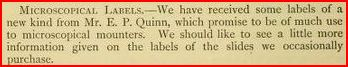 MICROSCOPICAL LABELS.—We have received some labels of a
new kind from Mr. E. P. Quinn, which promise to be of much use
to microscopical mounters. We should like to see a little more
information given on the labels of the slides we occasionally
purchase.